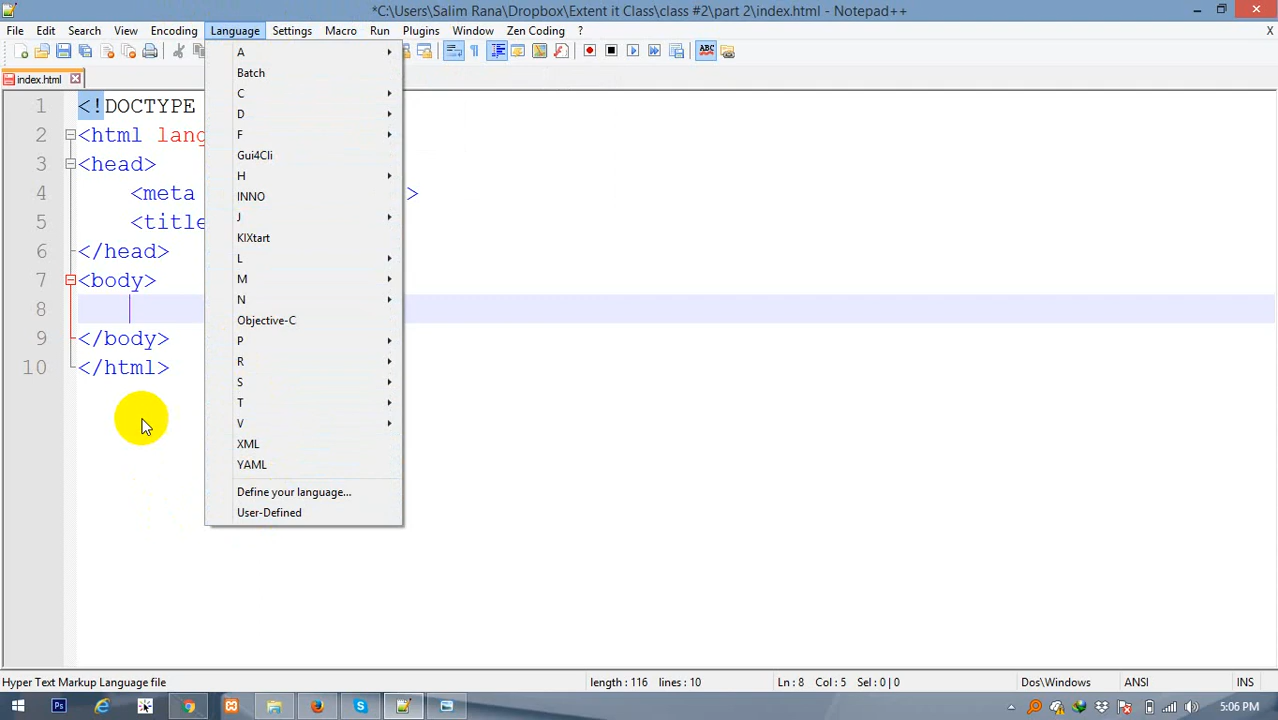 *C:\Users\Salim Rana\Dropbox\Extent it Class\class #2\part 2\index.html - Notepad++
File Edit Search View Encoding Language Settings Macro Run Plugins Window Zen Coding ? X
ABC
index.html
1 <!DOCTYPE
2 <html lang
3 <head>
4 <meta >
5 <title
6 </head>
7 <body>
8
9 </body>
10 </html>
A
Batch
C
D
F
Gui4Cli
H
INNO
J
KIXtart
L
M
N
Objective-C
P
R
S
T
V
XML
YAML
Define your language...
User-Defined
Hyper Text Markup Language file length : 116 lines : 10 Ln : 8 Col : 5 Sel : 0 | 0 Dos\Windows ANSI INS
Ps 5:06 PM